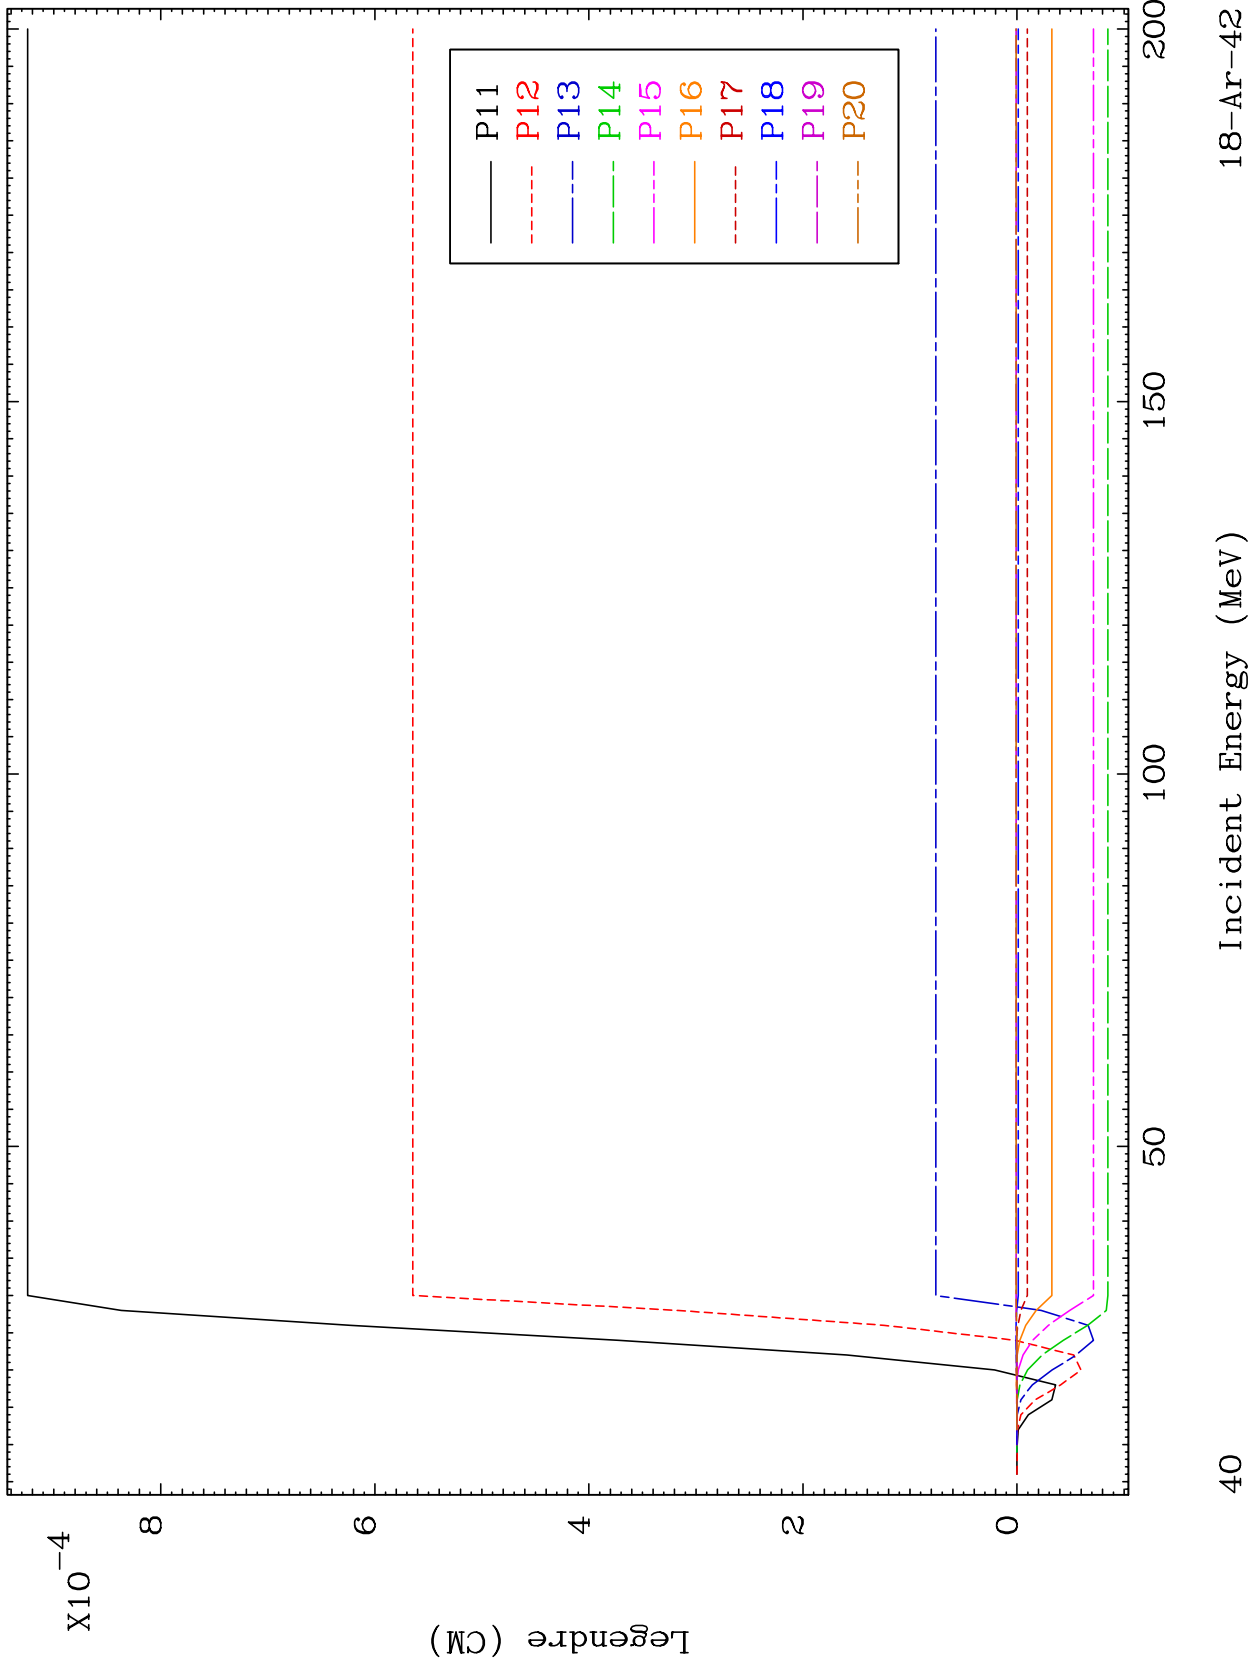 X10-4
8
6
4
2
0
Legendre (CM)
P11
P12
P13
P14
P15
P16
P17
P18
P19
P20
50
100
150
200
Incident Energy (MeV)
40
18-Ar-42